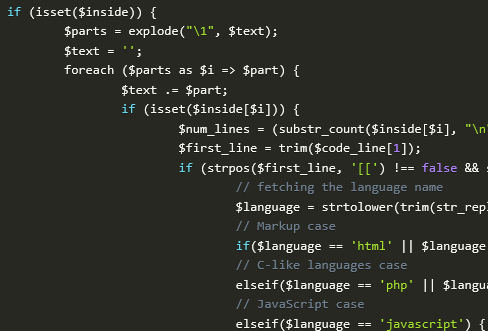 if (isset($inside)) {
$parts = explode("\1", $text);
$text = '';
foreach ($parts as $i => $part) {
$text .= $part;
if (isset($inside[$i])) {
$num_lines = (substr_count($inside[$i], "\n
$first_line = trim($code_line[1]);
if (strpos($first_line, '[[') !== false &&
// fetching the language name
$language = strtolower(trim(str_repl
// Markup case
if($language == 'html' || $language
// C-like languages case
elseif($language == 'php' || $langua
// JavaScript case
elseif($language == 'javascript') {